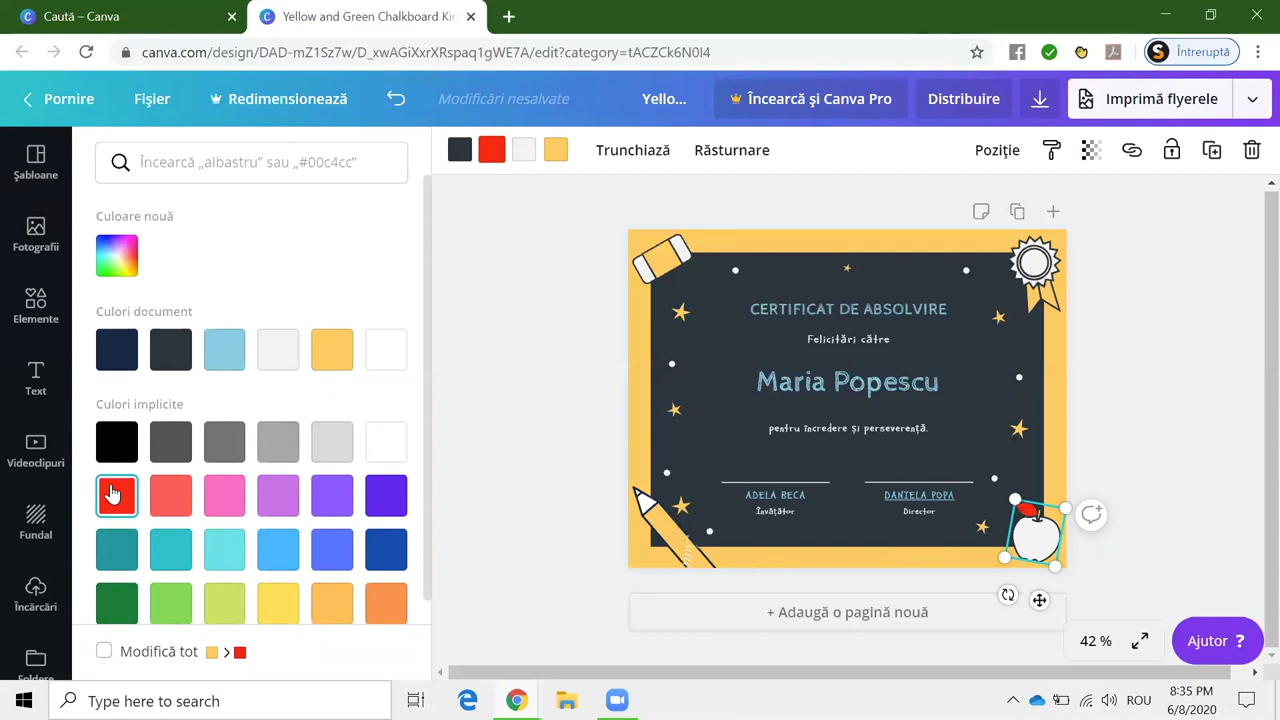 Caută – Canva
Yellow and Green Chalkboard Kin
canva.com/design/DAD-mZ1Sz7w/D_xwAGiXxrXRspaq1gWE7A/edit?category=tACZCk6N0I4
S Întreruptă
Pornire
Fișier
Redimensionează
Modificări nesalvate
Yello...
Încearcă și Canva Pro
Distribuire
Imprimă flyerele
Șabloane
Fotografii
Elemente
Text
Videoclipuri
Fundal
Încărcări
Foldere
Încearcă „albastru” sau „#00c4cc”
Culoare nouă
Culori document
Culori implicite
Modifică tot
Trunchiază
Răsturnare
Poziție
CERTIFICAT DE ABSOLVIRE
Felicitări către
Maria Popescu
pentru încredere și perseverență.
ADELA BECA
Învățător
DANIELA POPA
Director
+ Adaugă o pagină nouă
42 %
Ajutor ?
Type here to search
ROU
8:35 PM
6/8/2020